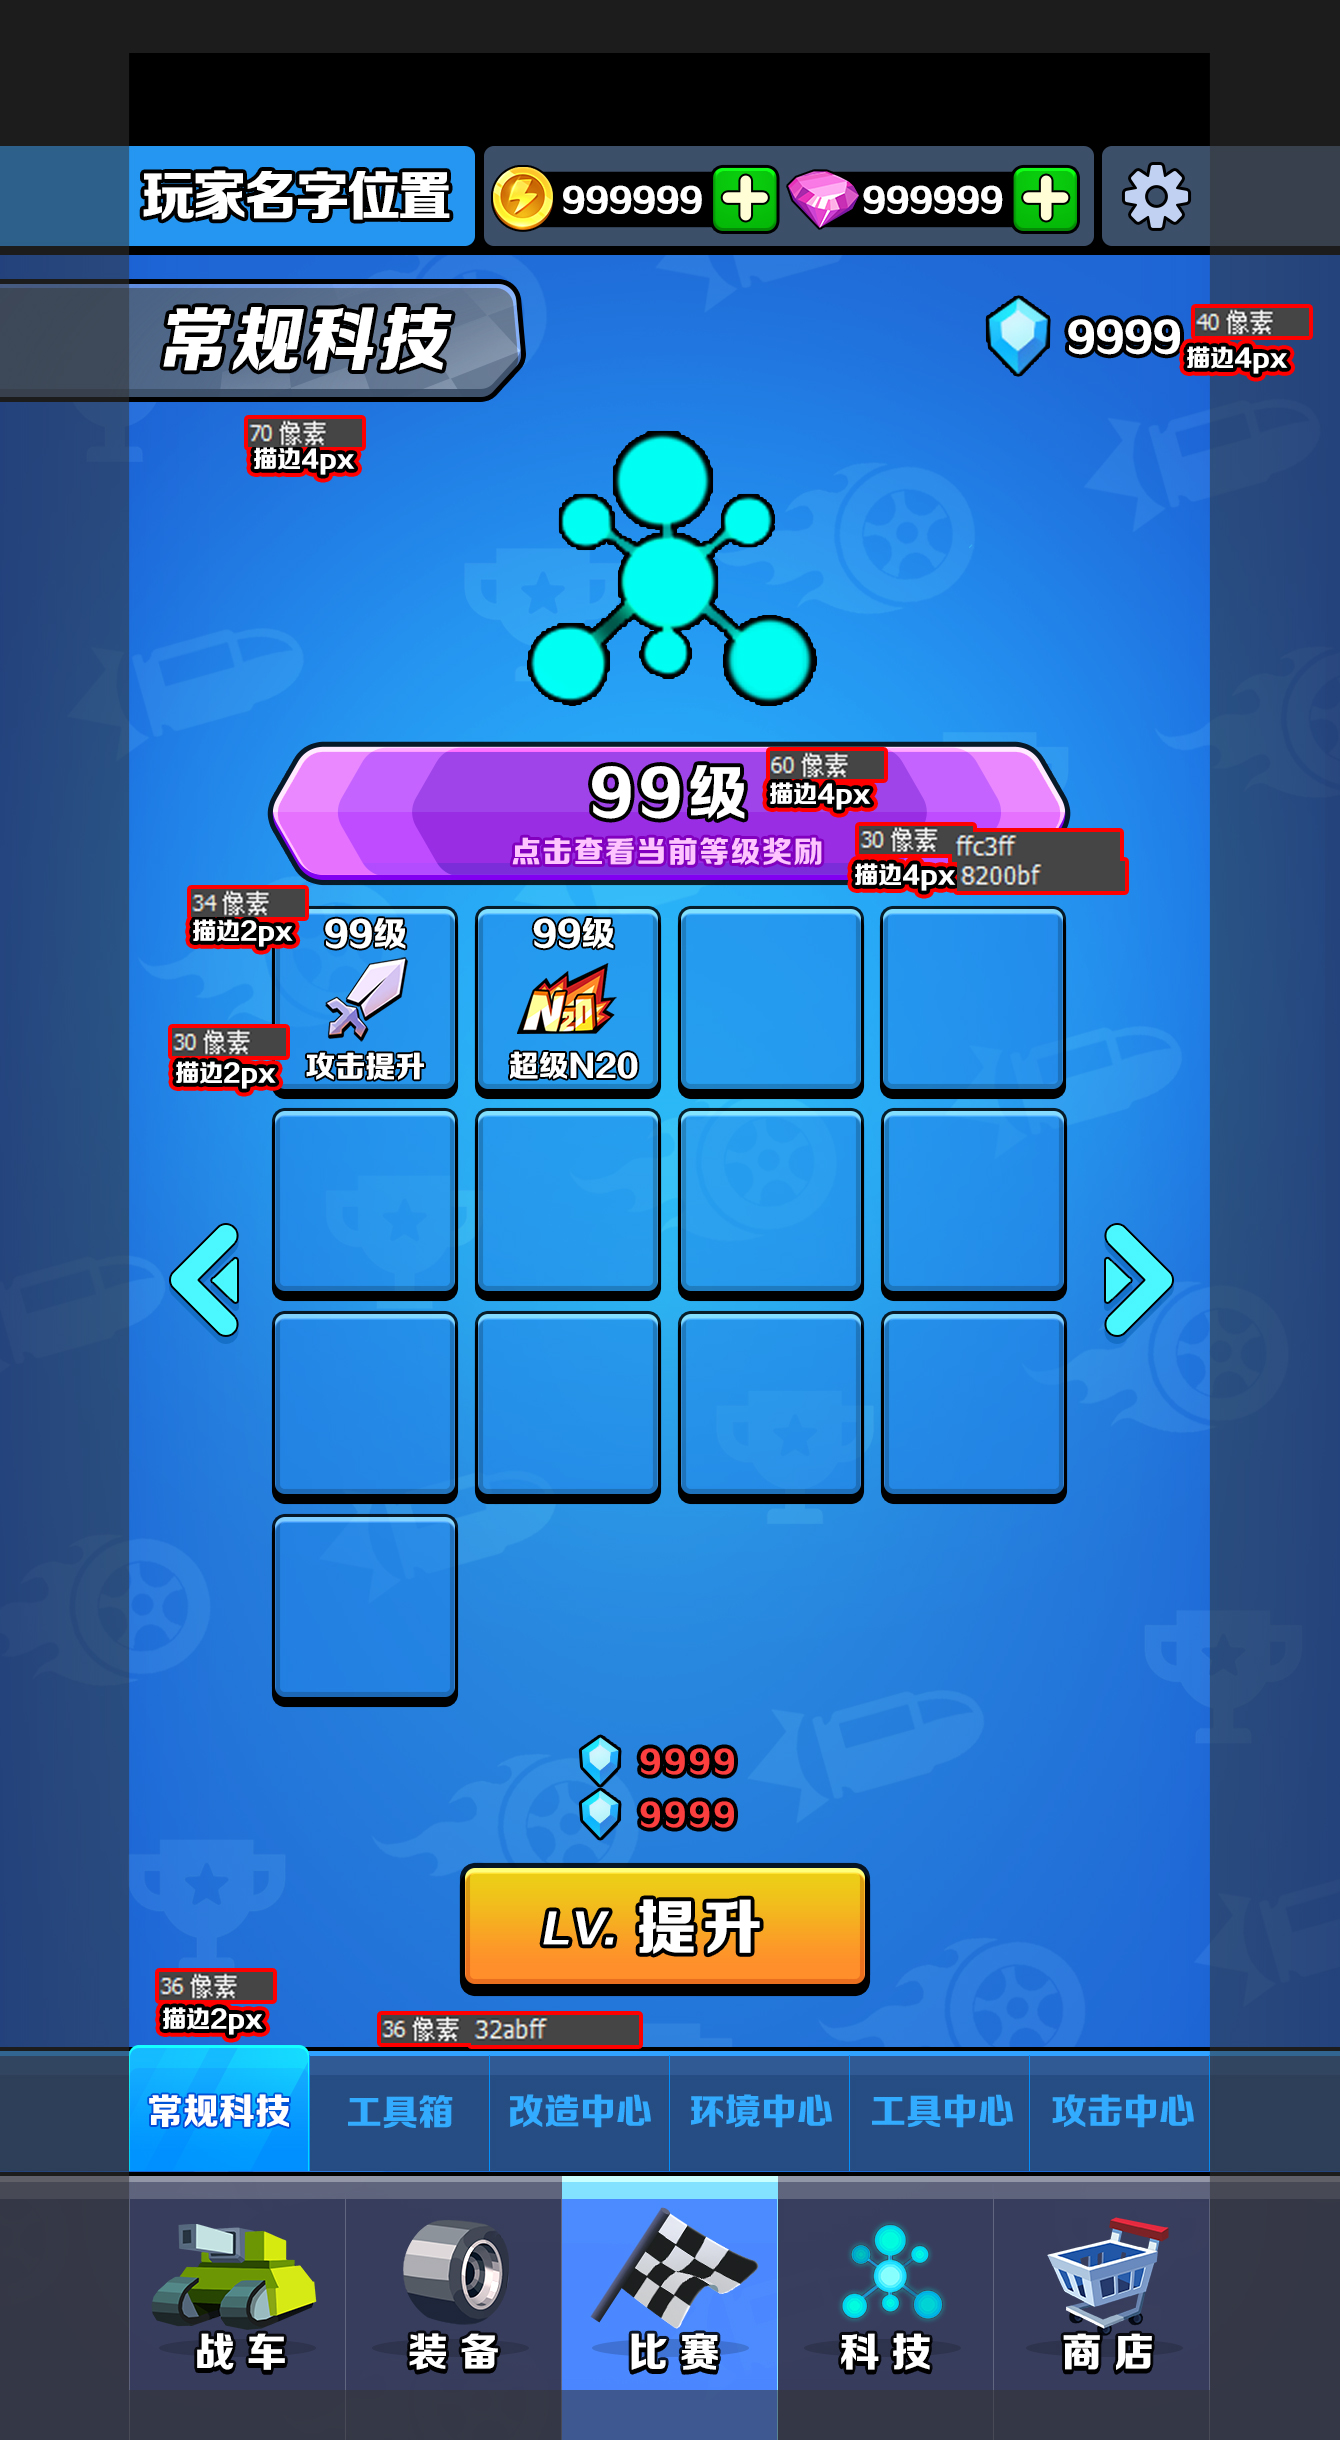 玩家名字位置
999999
999999
常规科技
9999
40 像素
描边4px
70 像素
描边4px
99级
60 像素
描边4px
点击查看当前等级奖励
30 像素 ffc3ff
描边4px 8200bf
34 像素
描边2px
99级
99级
N20
30 像素
描边2px
攻击提升
超级N20
9999
9999
LV. 提升
36 像素
描边2px
36 像素 32abff
常规科技
工具箱
改造中心
环境中心
工具中心
攻击中心
战车
装备
比赛
科技
商店